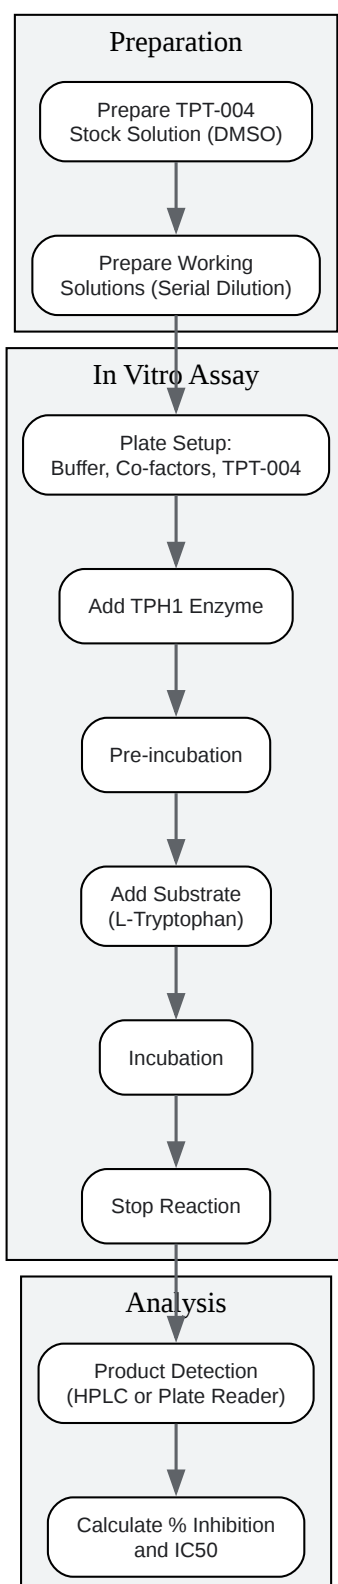 Preparation
Prepare TPT-004
Stock Solution (DMSO)
Prepare Working
Solutions (Serial Dilution)
In Vitro Assay
Plate Setup:
Buffer, Co-factors, TPT-004
Add TPH1 Enzyme
Pre-incubation
Add Substrate
(L-Tryptophan)
Incubation
Stop Reaction
Analysis
Product Detection
(HPLC or Plate Reader)
Calculate % Inhibition
and IC50